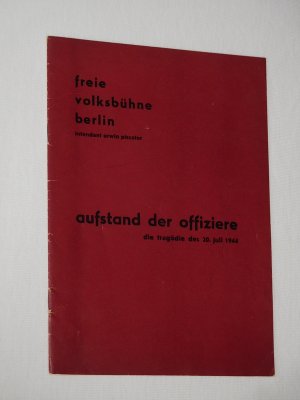 freie
volksbühne
berlin
intendant erwin piscator
aufstand der offiziere
die tragödie des 20. juli 1944